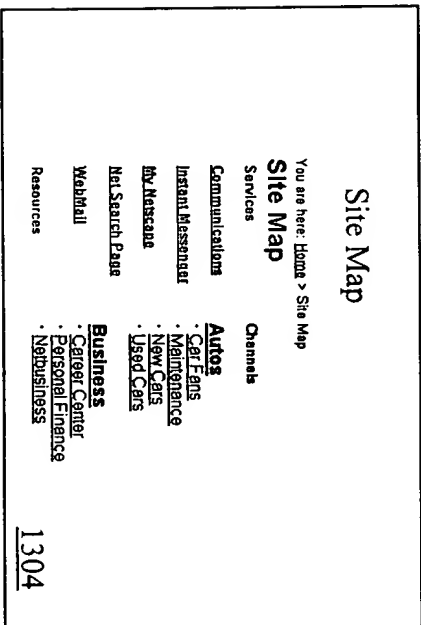 Site Map
You are here: Home > Site Map
Site Map
Services
Communications
Instant Messenger
My Netscape
Net Search Page
WebMail
Resources
Channels
Autos
· Car Fans
· Maintenance
· New Cars
· Used Cars
Business
· Career Center
· Personal Finance
· Netbusiness
1304